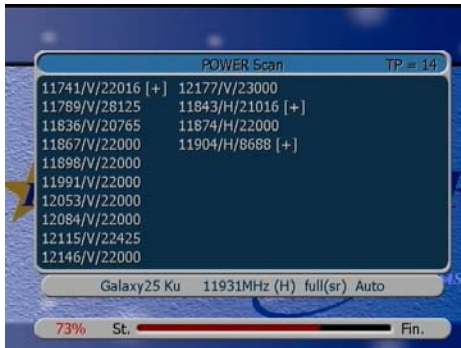 POWER Scan TP = 14
11741/V/22016 [+] 12177/V/23000
11789/V/28125 11843/H/21016 [+]
11836/V/20765 11874/H/22000
11867/V/22000 11904/H/8688 [+]
11898/V/22000
11991/V/22000
12053/V/22000
12084/V/22000
12115/V/22425
12146/V/22000
Galaxy25 Ku 11931MHz (H) full(sr) Auto
73% St. Fin.